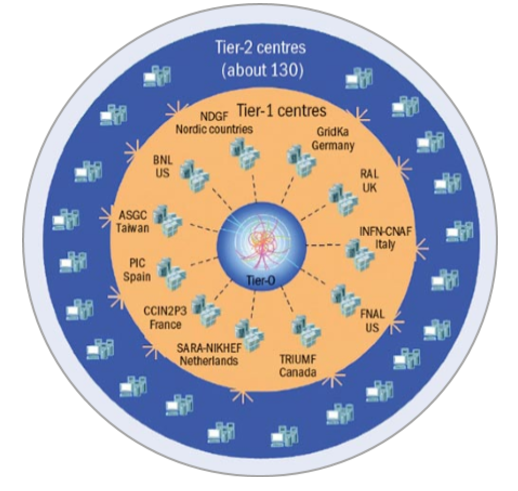 Tier-2 centres
(about 130)
Tier-1 centres
NDGF
Nordic countries
GridKa
Germany
BNL
US
RAL
UK
ASGC
Taiwan
INFN-CNAF
Italy
PIC
Spain
Tier-0
CCIN2P3
France
FNAL
US
SARA-NIKHEF
Netherlands
TRIUMF
Canada